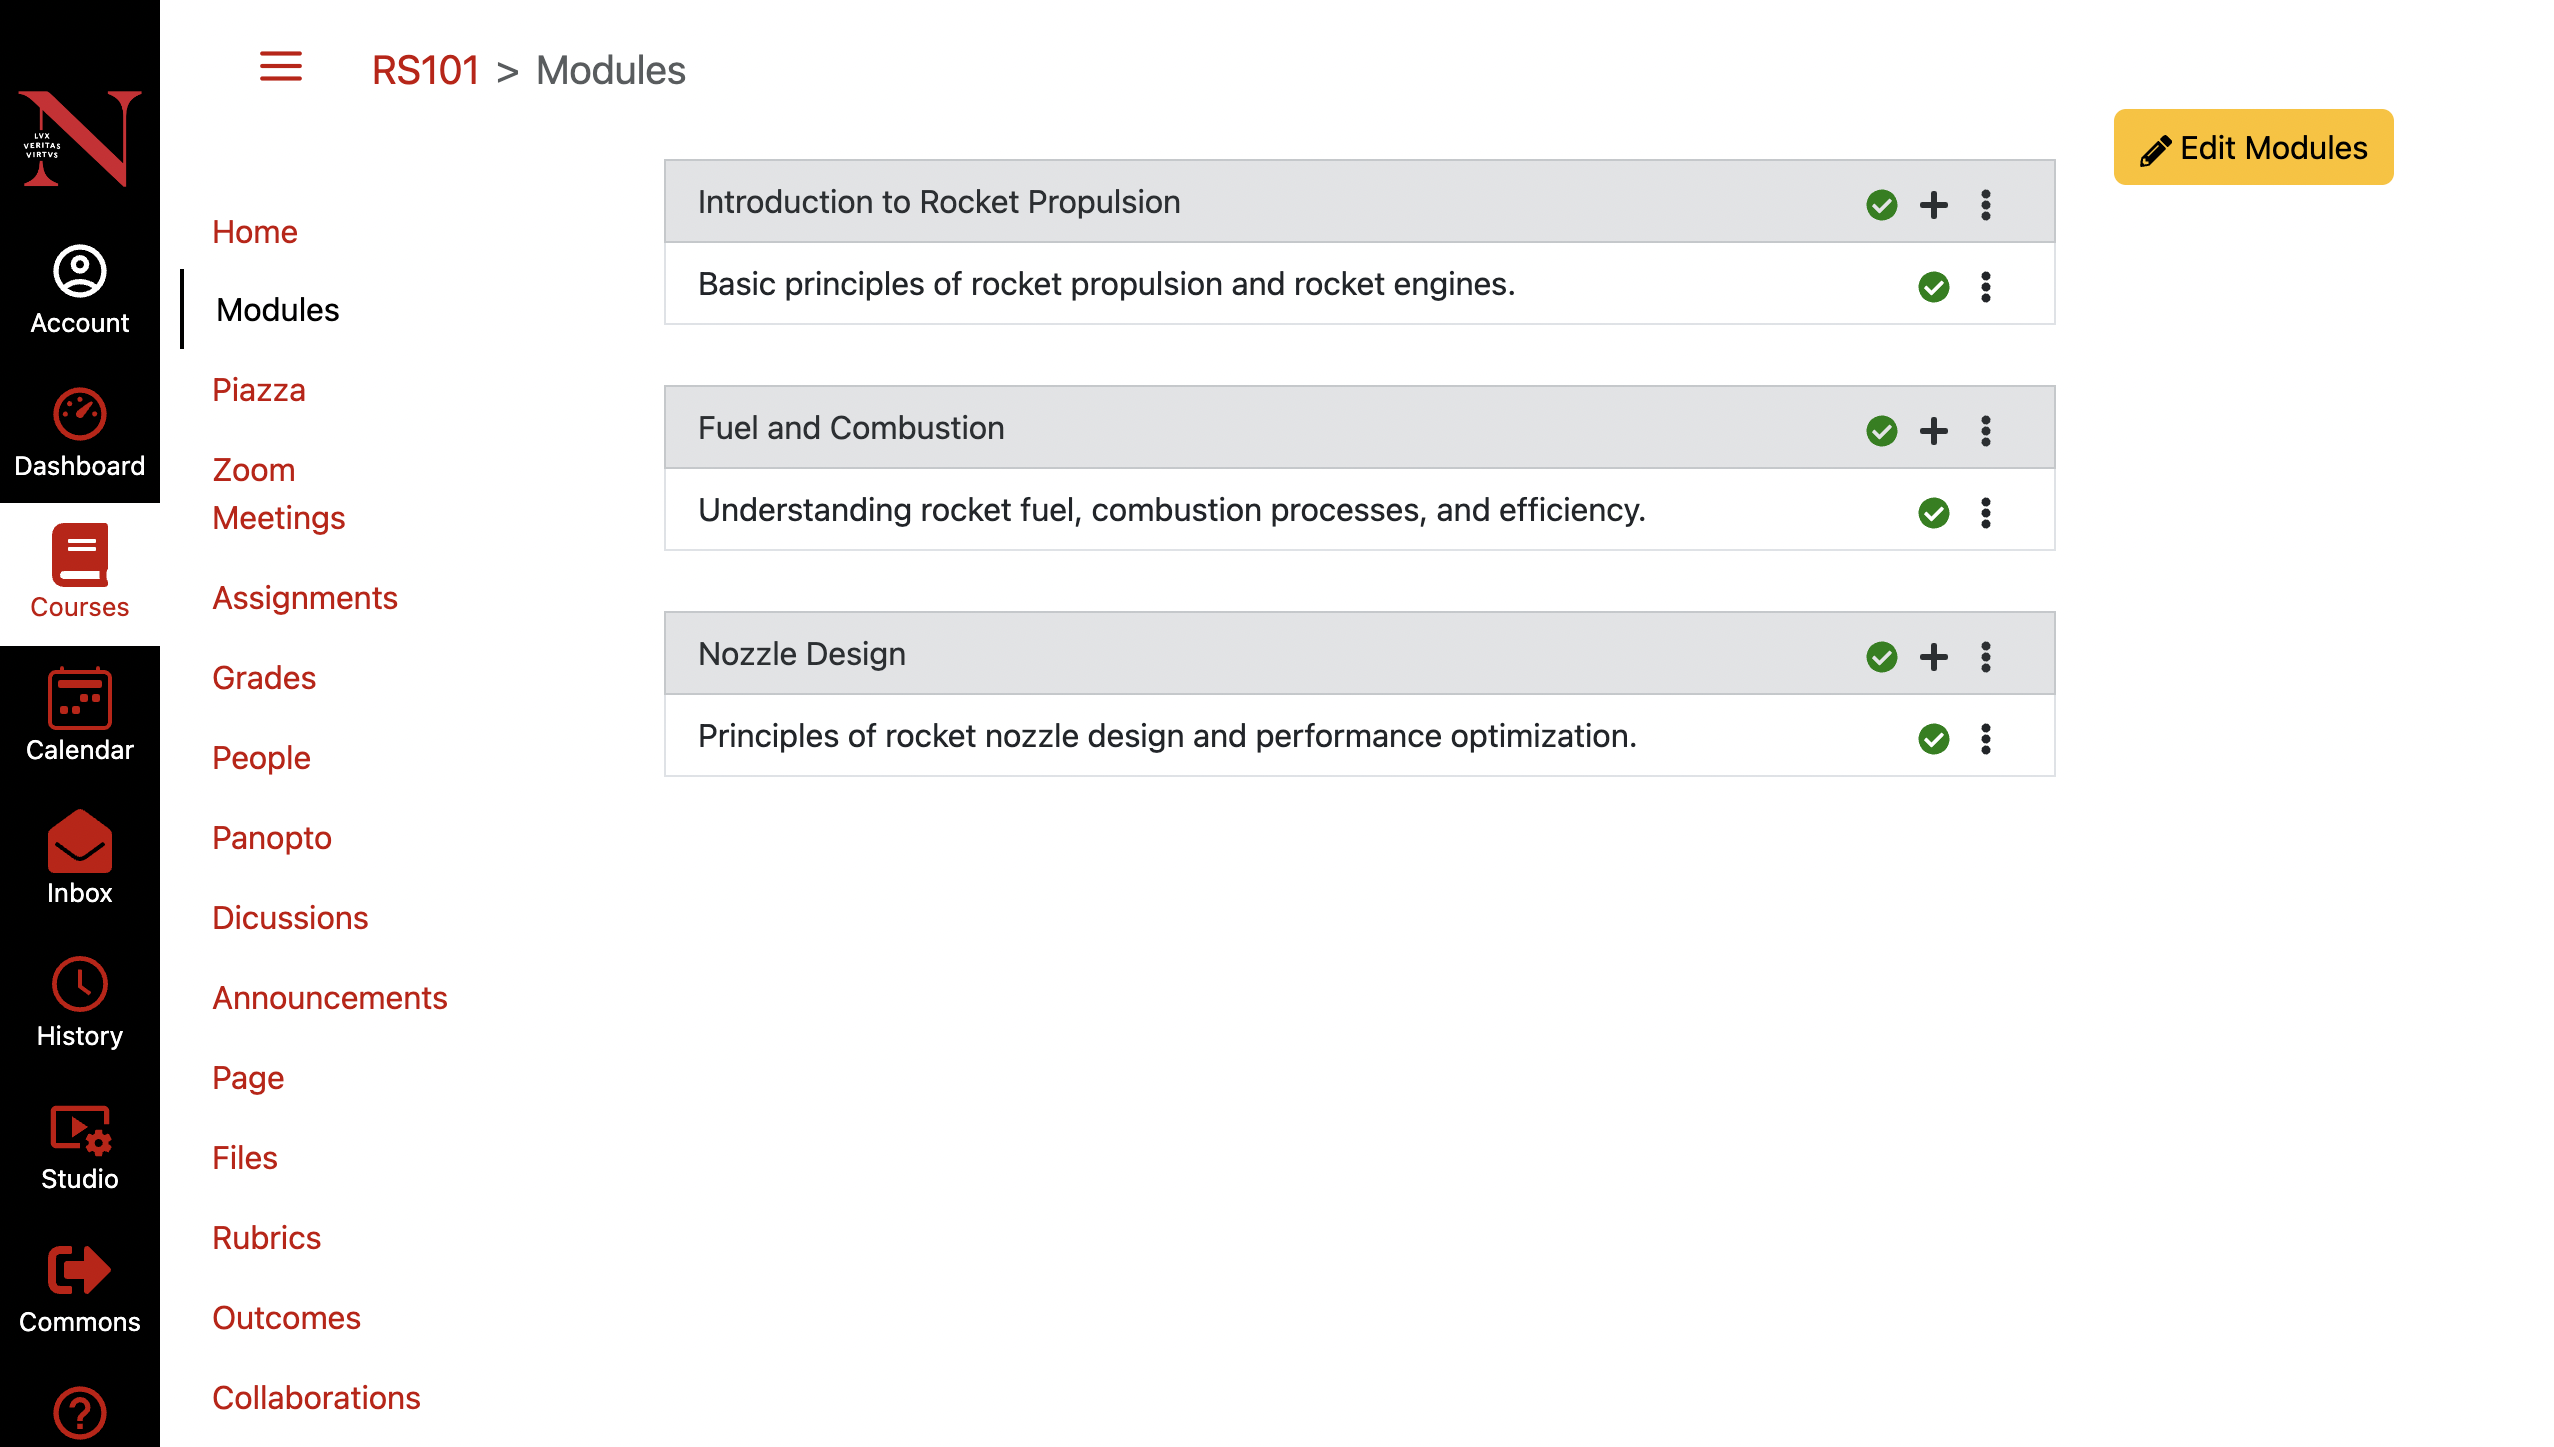 LVX
VERITAS
VIRTVS
Account
Dashboard
Courses
Calendar
Inbox
History
Studio
Commons
RS101 > Modules
Home
Modules
Piazza
Zoom
Meetings
Assignments
Grades
People
Panopto
Dicussions
Announcements
Page
Files
Rubrics
Outcomes
Collaborations
Introduction to Rocket Propulsion
Basic principles of rocket propulsion and rocket engines.
Fuel and Combustion
Understanding rocket fuel, combustion processes, and efficiency.
Nozzle Design
Principles of rocket nozzle design and performance optimization.
Edit Modules